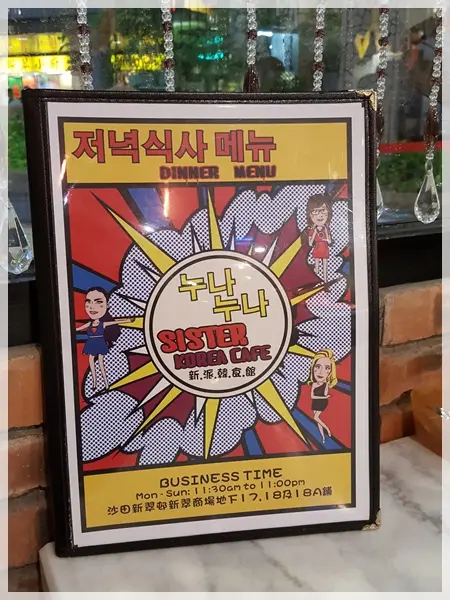 저녁식사 메뉴
DINNER MENU
누나
누나
SISTER
KOREA CAFE
新.派.韓.食.館
BUSINESS TIME
Mon - Sun: 11:30am to 11:00pm
沙田新翠邨新翠商場地下17,18及18A鋪